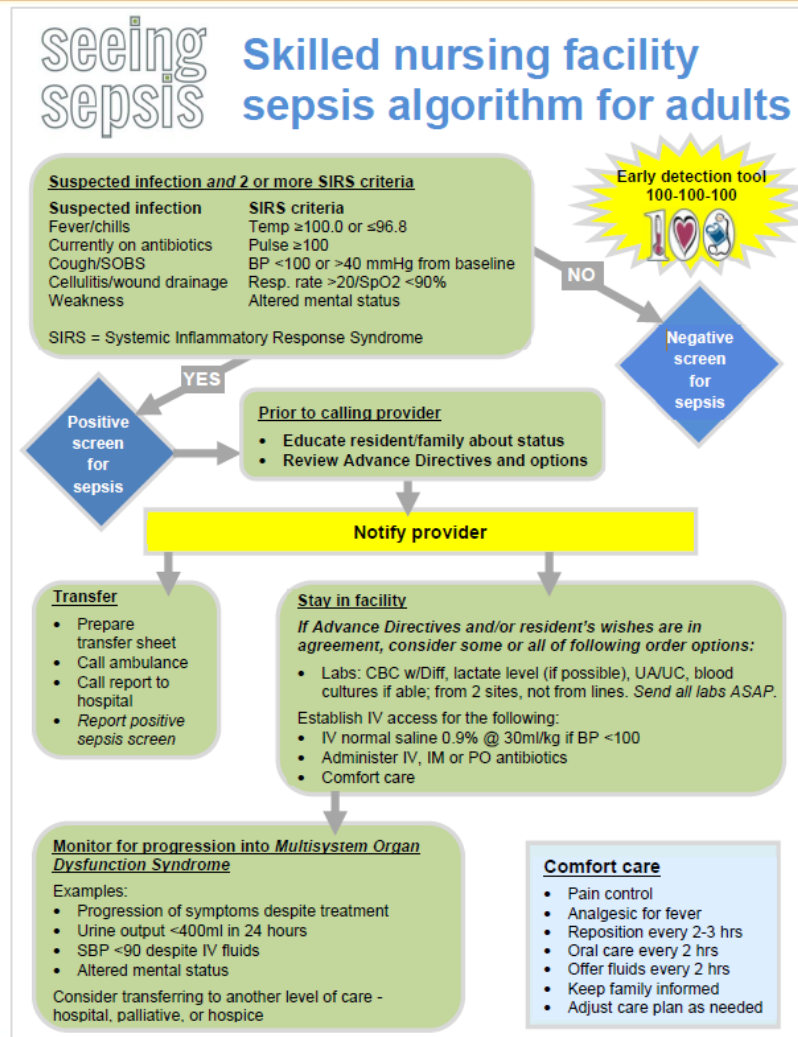 seeing
sepsis
Skilled nursing facility
sepsis algorithm for adults
Suspected infection and 2 or more SIRS criteria
Suspected infection SIRS criteria
Fever/chills Temp ≥100.0 or ≤96.8
Currently on antibiotics Pulse ≥100
Cough/SOBS BP <100 or >40 mmHg from baseline
Cellulitis/wound drainage Resp. rate >20/SpO2 <90%
Weakness Altered mental status
SIRS = Systemic Inflammatory Response Syndrome
Early detection tool
100-100-100
100
NO
Negative
screen
for
sepsis
YES
Positive
screen
for
sepsis
Prior to calling provider
• Educate resident/family about status
• Review Advance Directives and options
Notify provider
Transfer
• Prepare
transfer sheet
• Call ambulance
• Call report to
hospital
• Report positive
sepsis screen
Stay in facility
If Advance Directives and/or resident's wishes are in
agreement, consider some or all of following order options:
• Labs: CBC w/Diff, lactate level (if possible), UA/UC, blood
cultures if able; from 2 sites, not from lines. Send all labs ASAP.
Establish IV access for the following:
• IV normal saline 0.9% @ 30ml/kg if BP <100
• Administer IV, IM or PO antibiotics
• Comfort care
Monitor for progression into Multisystem Organ
Dysfunction Syndrome
Examples:
• Progression of symptoms despite treatment
• Urine output <400ml in 24 hours
• SBP <90 despite IV fluids
• Altered mental status
Consider transferring to another level of care -
hospital, palliative, or hospice
Comfort care
• Pain control
• Analgesic for fever
• Reposition every 2-3 hrs
• Oral care every 2 hrs
• Offer fluids every 2 hrs
• Keep family informed
• Adjust care plan as needed